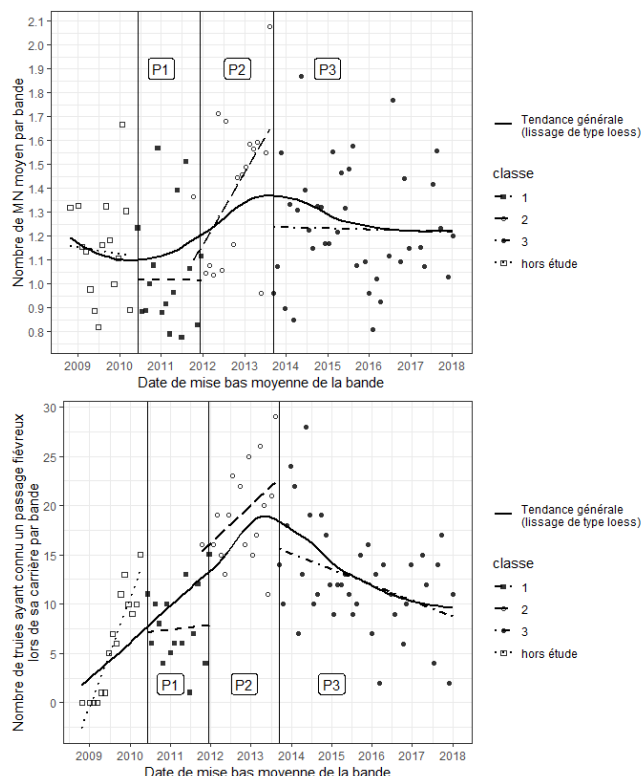 2.1
2.0
1.9
1.8
1.7
1.6
1.5
1.4
1.3
1.2
1.1
1.0
0.9
0.8
Nombre de MN moyen par bande
P1
P2
P3
2009 2010 2011 2012 2013 2014 2015 2016 2017 2018
Date de mise bas moyenne de la bande
Tendance générale
(lissage de type loess)
classe
1
2
3
hors étude
30
25
20
15
10
5
0
Nombre de truies ayant connu un passage fiévreux
lors de sa carrière par bande
P1
P2
P3
2009 2010 2011 2012 2013 2014 2015 2016 2017 2018
Date de mise bas moyenne de la bande
Tendance générale
(lissage de type loess)
classe
1
2
3
hors étude